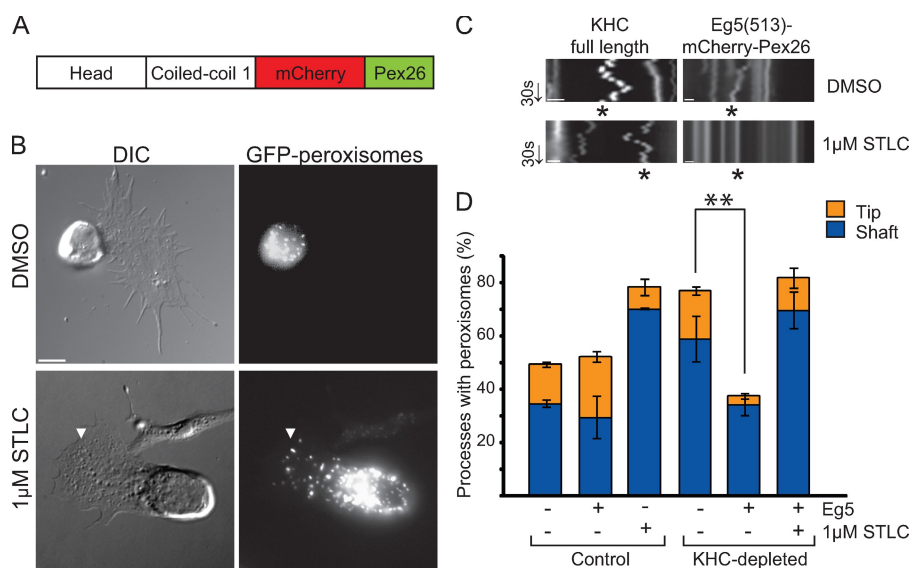 A
Head Coiled-coil 1 mCherry Pex26
B
DIC GFP-peroxisomes
DMSO
1µM STLC
C
KHC full length
Eg5(513)-mCherry-Pex26
30s↓
DMSO
*
*
30s↓
1µM STLC
*
*
D
**
Tip
Shaft
Processes with peroxisomes (%)
80
60
40
20
- + - - + + Eg5
- - + - - + 1µM STLC
Control KHC-depleted